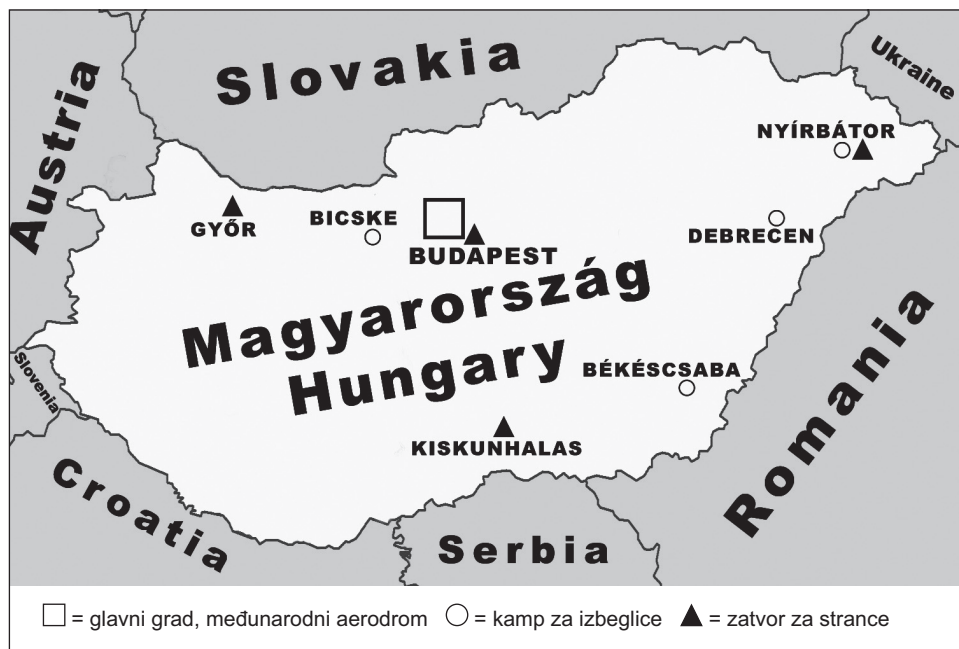 Slovakia
Ukraine
Austria
NYÍRBÁTOR
GYŐR
BICSKE
BUDAPEST
DEBRECEN
Magyarország
Hungary
BÉKÉSCSABA
Slovenia
KISKUNHALAS
Romania
Croatia
Serbia
= glavni grad, međunarodni aerodrom = kamp za izbeglice = zatvor za strance